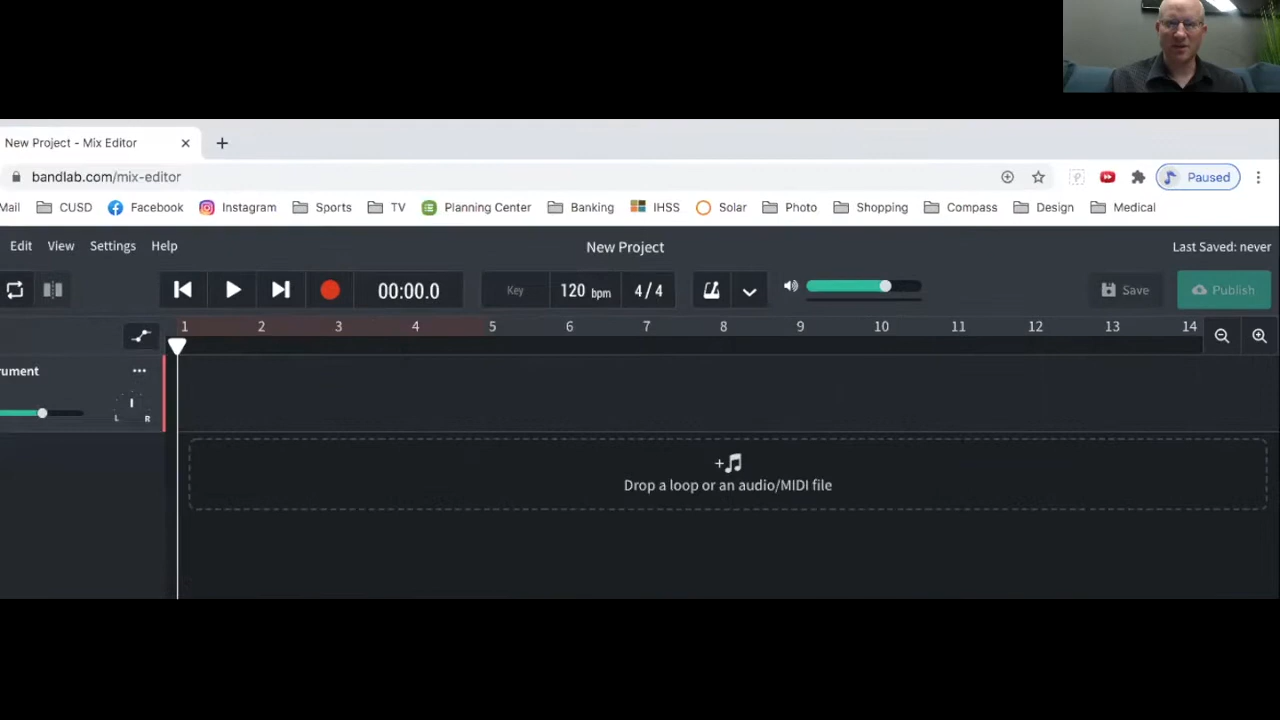 New Project - Mix Editor
bandlab.com/mix-editor
Paused
Mail CUSD Facebook Instagram Sports TV Planning Center Banking IHSS Solar Photo Shopping Compass Design Medical
Edit View Settings Help New Project Last Saved: never
00:00.0 Key 120 bpm 4/4 Save Publish
1 2 3 4 5 6 7 8 9 10 11 12 13 14
rument
L R
Drop a loop or an audio/MIDI file